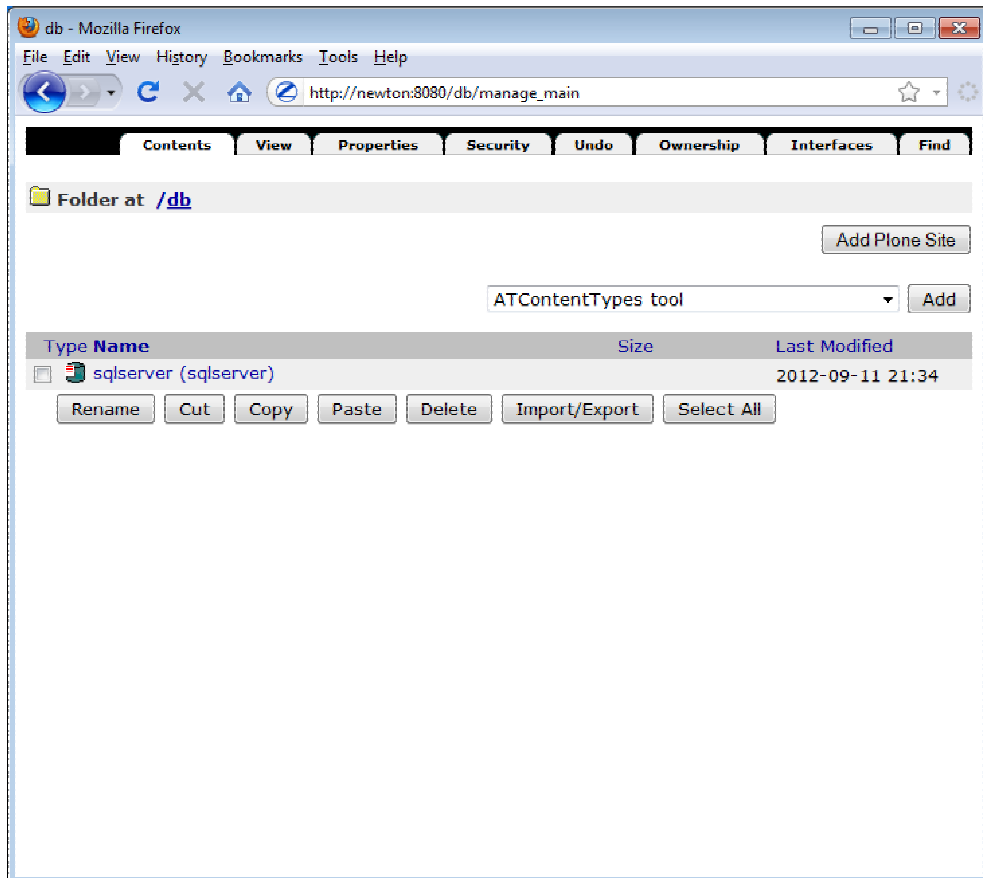 db - Mozilla Firefox
File Edit View History Bookmarks Tools Help
http://newton:8080/db/manage_main
Contents View Properties Security Undo Ownership Interfaces Find
Folder at /db
Add Plone Site
ATContentTypes tool Add
Type Name Size Last Modified
sqlserver (sqlserver) 2012-09-11 21:34
Rename Cut Copy Paste Delete Import/Export Select All